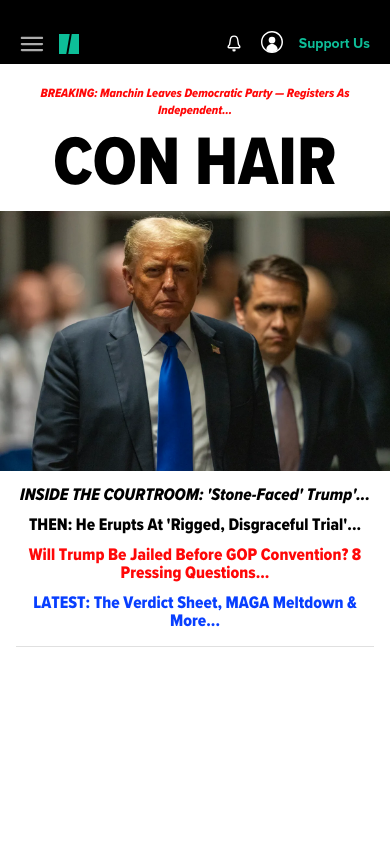 Support Us
BREAKING: Manchin Leaves Democratic Party — Registers As
Independent...
CON HAIR
INSIDE THE COURTROOM: 'Stone-Faced' Trump'...
THEN: He Erupts At 'Rigged, Disgraceful Trial'...
Will Trump Be Jailed Before GOP Convention? 8
Pressing Questions...
LATEST: The Verdict Sheet, MAGA Meltdown &
More...